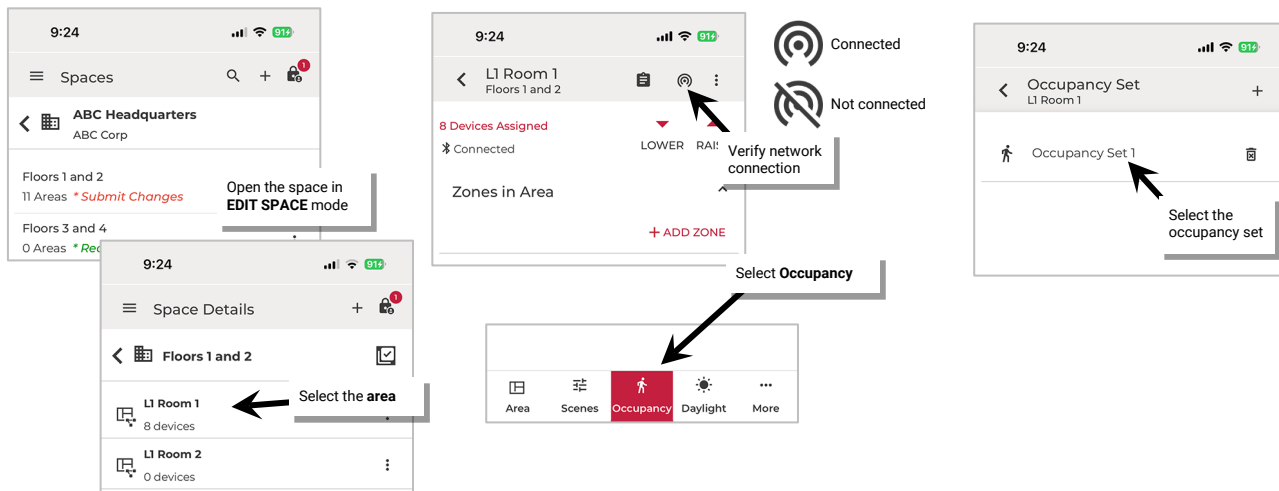 9:24
91
Spaces
1
ABC Headquarters
ABC Corp
Floors 1 and 2
11 Areas * Submit Changes
Floors 3 and 4
0 Areas
Open the space in
EDIT SPACE mode
9:24
91
Space Details
1
Floors 1 and 2
L1 Room 1
8 devices
L1 Room 2
0 devices
Select the area
9:24
91
L1 Room 1
Floors 1 and 2
8 Devices Assigned
Connected
LOWER
Zones in Area
+ ADD ZONE
Connected
Not connected
Verify network
connection
Select Occupancy
Area
Scenes
Occupancy
Daylight
More
9:24
91
Occupancy Set
L1 Room 1
Occupancy Set 1
Select the
occupancy set